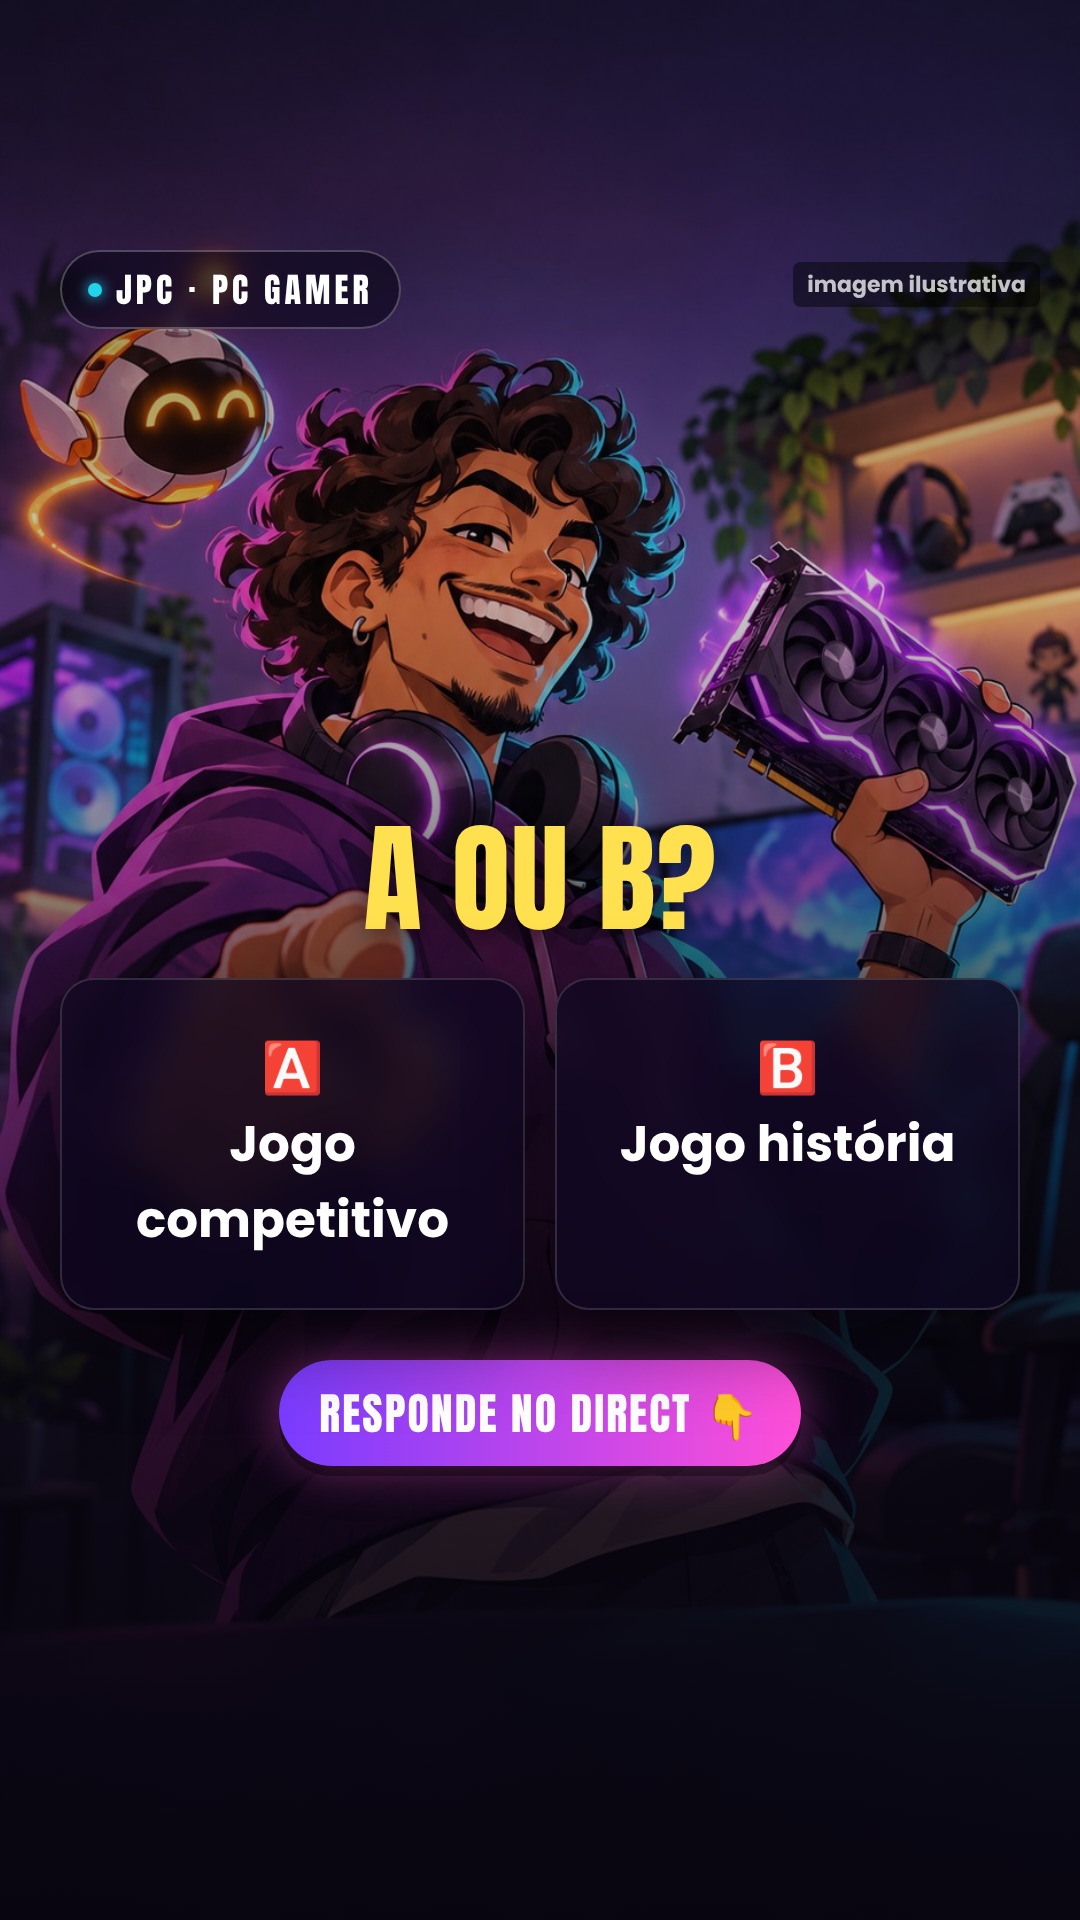 JPC · PC GAMER
imagem ilustrativa
A OU B?
🅰️
Jogo
competitivo
🅱️
Jogo história
RESPONDE NO DIRECT 👇